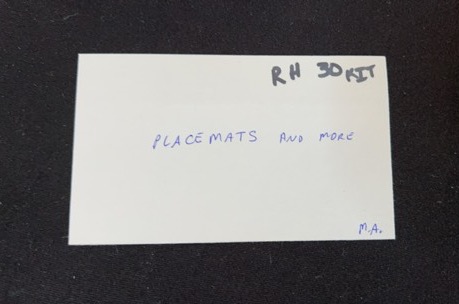 RH 30 KIT
PLACEMATS AND MORE
M.A.